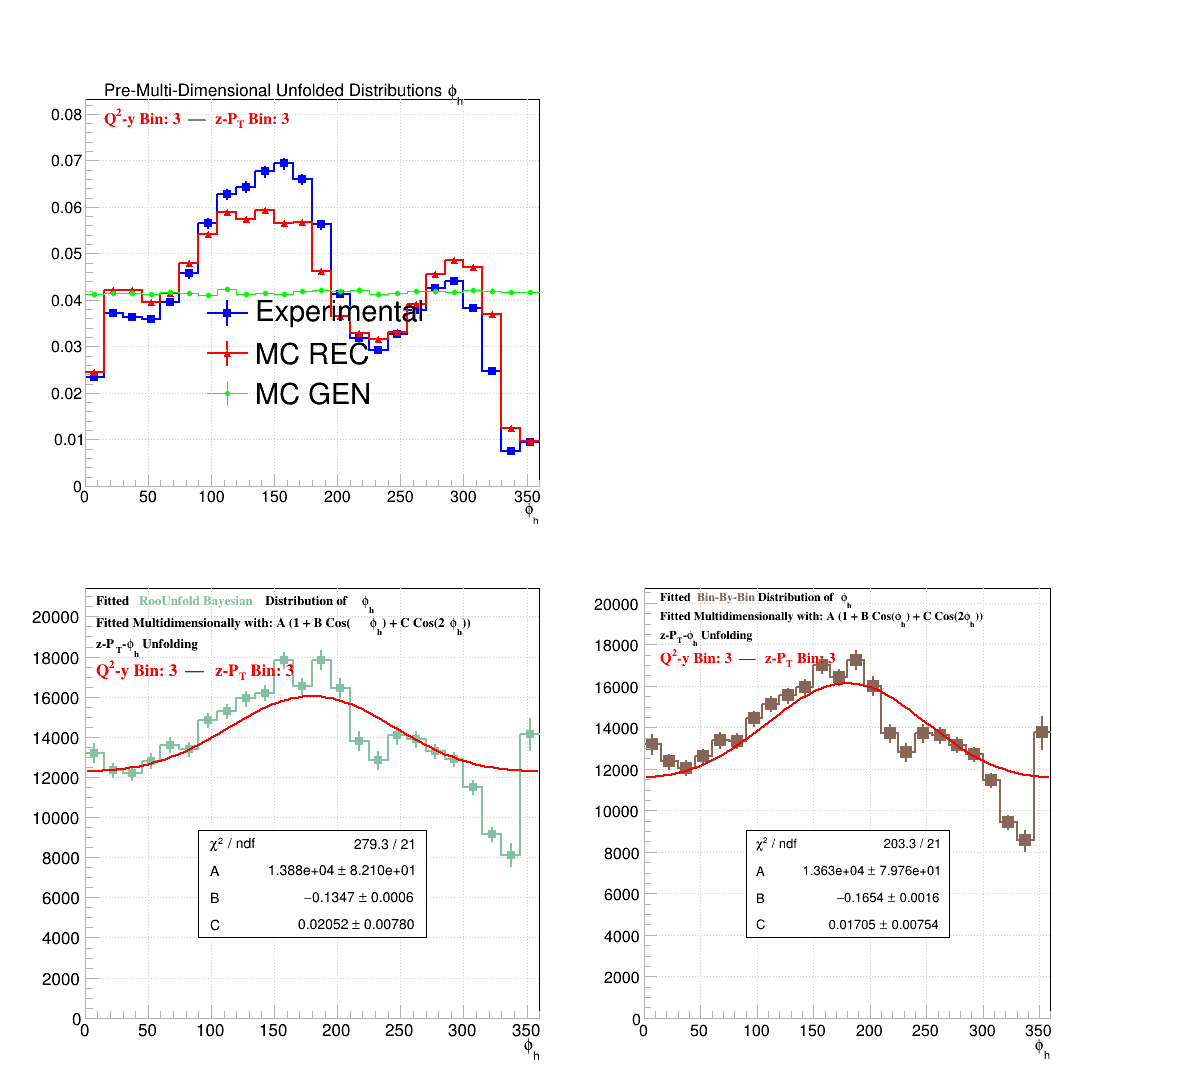 Pre-Multi-Dimensional Unfolded Distributions ϕh
Q²-y Bin: 3 — z-PT Bin: 3
0.08
0.07
0.06
0.05
0.04
0.03
0.02
0.01
0
Experimental
MC REC
MC GEN
0 50 100 150 200 250 300 350
ϕh
Fitted RooUnfold Bayesian Distribution of ϕh
Fitted Multidimensionally with: A (1 + B Cos( ϕh) + C Cos(2 ϕh))
z-PT-ϕh Unfolding
Q²-y Bin: 3 — z-PT Bin: 3
20000
18000
16000
14000
12000
10000
8000
6000
4000
2000
0
χ² / ndf 279.3 / 21
A 1.388e+04 ± 8.210e+01
B −0.1347 ± 0.0006
C 0.02052 ± 0.00780
0 50 100 150 200 250 300 350
ϕh
Fitted Bin-By-Bin Distribution of ϕh
Fitted Multidimensionally with: A (1 + B Cos(ϕh) + C Cos(2ϕh))
z-PT-ϕh Unfolding
Q²-y Bin: 3 — z-PT Bin: 3
20000
18000
16000
14000
12000
10000
8000
6000
4000
2000
0
χ² / ndf 203.3 / 21
A 1.363e+04 ± 7.976e+01
B −0.1654 ± 0.0016
C 0.01705 ± 0.00754
0 50 100 150 200 250 300 350
ϕh